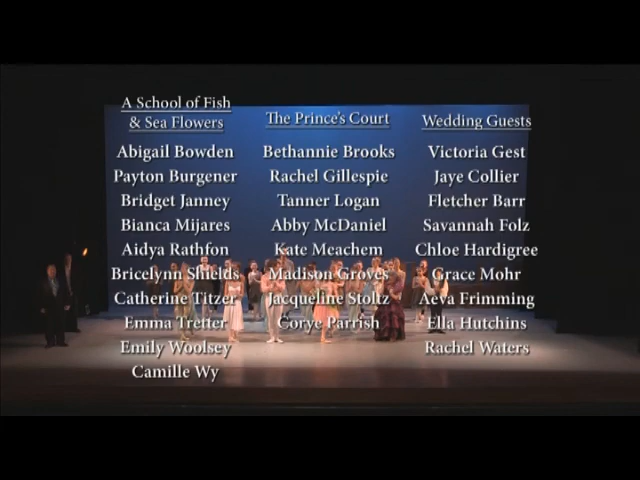 A School of Fish
& Sea Flowers
Abigail Bowden
Payton Burgener
Bridget Janney
Bianca Mijares
Aidya Rathfon
Bricelynn Shields
Catherine Titzer
Emma Tretter
Emily Woolsey
Camille Wy
The Prince's Court
Bethannie Brooks
Rachel Gillespie
Tanner Logan
Abby McDaniel
Kate Meachem
Madison Groves
Jacqueline Stoltz
Corye Parrish
Wedding Guests
Victoria Gest
Jaye Collier
Fletcher Barr
Savannah Folz
Chloe Hardigree
Grace Mohr
Aeva Frimming
Ella Hutchins
Rachel Waters